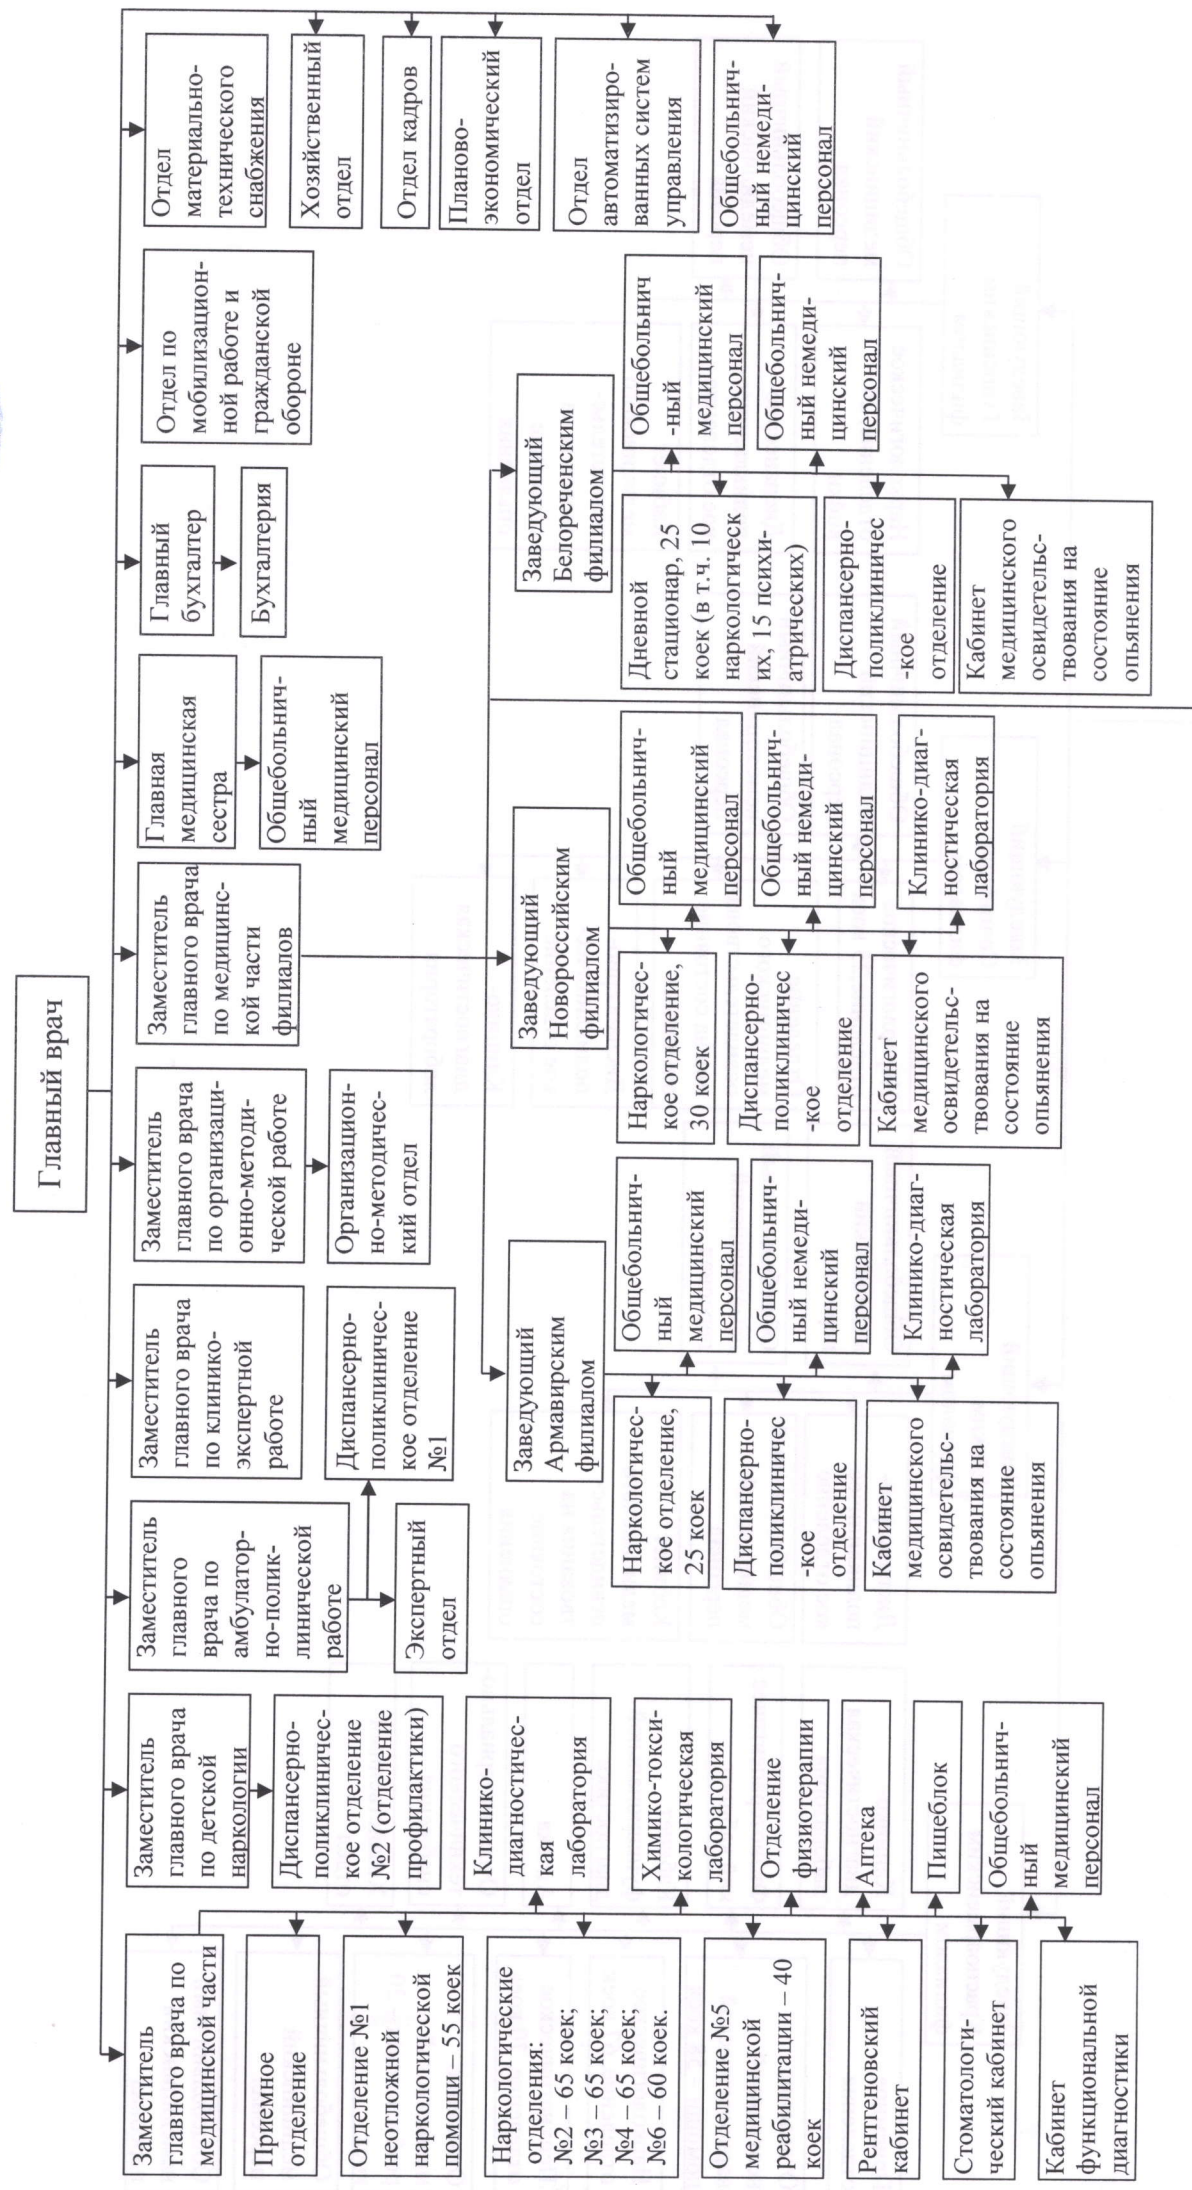 Главный врач
Заместитель
главного врача по
медицинской части
Приемное
отделение
Отделение №1
неотложной
наркологической
помощи – 55 коек
Наркологические
отделения:
№2 – 65 коек;
№3 – 65 коек;
№4 – 65 коек;
№6 – 60 коек.
Отделение №5
медицинской
реабилитации – 40
коек
Рентгеновский
кабинет
Стоматологи-
ческий кабинет
Кабинет
функциональной
диагностики
Клинико-
диагностичес-
кая
лаборатория
Химико-токси-
кологическая
лаборатория
Отделение
физиотерапии
Аптека
Пищеблок
Общебольнич-
ный
медицинский
персонал
Заместитель
главного врача
по детской
наркологии
Диспансерно-
поликлиничес-
кое отделение
№2 (отделение
профилактики)
Заместитель
главного
врача по
амбулатор-
но-полик-
линической
работе
Экспертный
отдел
Диспансерно-
поликлиничес-
кое отделение
№1
Заместитель
главного врача
по клинико-
экспертной
работе
Заместитель
главного врача
по организаци-
онно-методи-
ческой работе
Организацион-
но-методичес-
кий отдел
Заместитель
главного врача
по медицинс-
кой части
филиалов
Главная
медицинская
сестра
Общебольнич-
ный
медицинский
персонал
Главный
бухгалтер
Бухгалтерия
Отдел по
мобилизацион-
ной работе и
гражданской
обороне
Отдел
материально-
технического
снабжения
Хозяйственный
отдел
Отдел кадров
Планово-
экономический
отдел
Отдел
автоматизиро-
ванных систем
управления
Общебольнич-
ный немеди-
цинский
персонал
Заведующий
Армавирским
филиалом
Наркологичес-
кое отделение,
25 коек
Диспансерно-
поликлиничес
-кое
отделение
Кабинет
медицинского
освидетельс-
твования на
состояние
опьянения
Общебольнич-
ный
медицинский
персонал
Общебольнич-
ный немеди-
цинский
персонал
Клинико-диаг-
ностическая
лаборатория
Заведующий
Новороссийским
филиалом
Наркологичес-
кое отделение,
30 коек
Диспансерно-
поликлиничес
-кое
отделение
Кабинет
медицинского
освидетельс-
твования на
состояние
опьянения
Общебольнич-
ный
медицинский
персонал
Общебольнич-
ный немеди-
цинский
персонал
Клинико-диаг-
ностическая
лаборатория
Заведующий
Белореченским
филиалом
Дневной
стационар, 25
коек (в т.ч. 10
наркологическ
их, 15 психи-
атрических)
Диспансерно-
поликлиничес
-кое
отделение
Кабинет
медицинского
освидетельс-
твования на
состояние
опьянения
Общебольнич
-ный
медицинский
персонал
Общебольнич-
ный немеди-
цинский
персонал